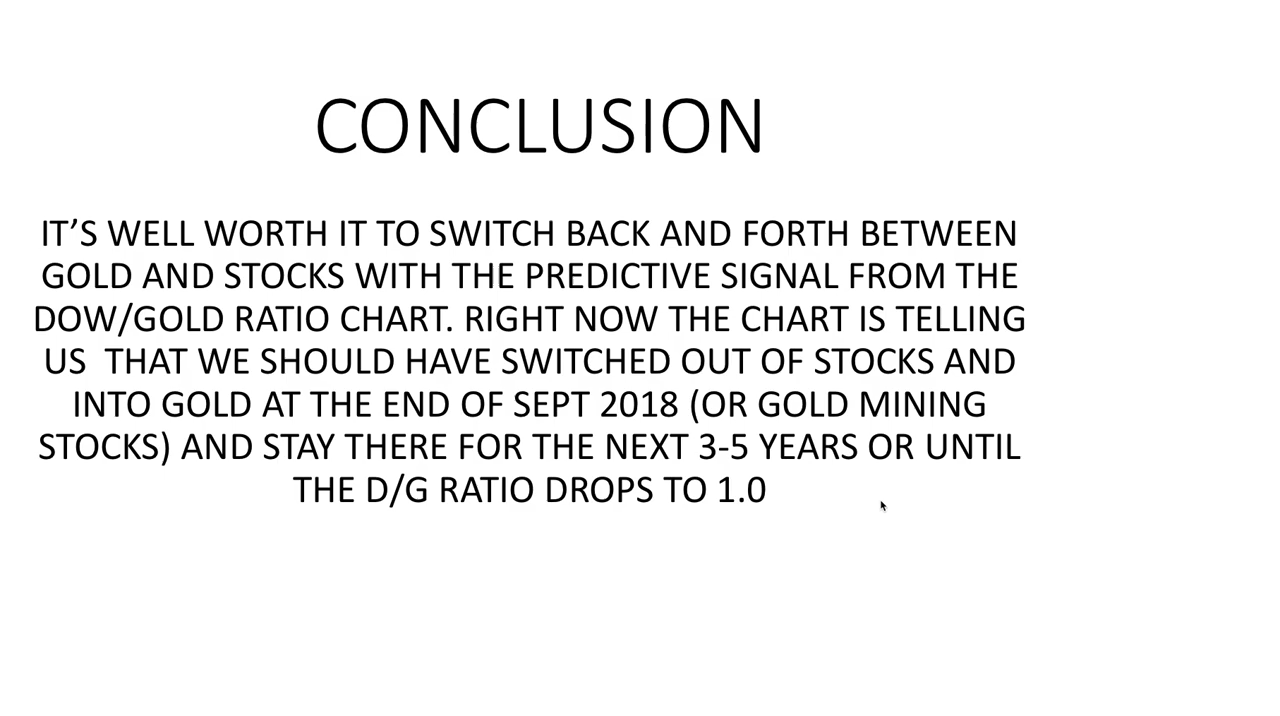 CONCLUSION
IT’S WELL WORTH IT TO SWITCH BACK AND FORTH BETWEEN
GOLD AND STOCKS WITH THE PREDICTIVE SIGNAL FROM THE
DOW/GOLD RATIO CHART. RIGHT NOW THE CHART IS TELLING
US  THAT WE SHOULD HAVE SWITCHED OUT OF STOCKS AND
INTO GOLD AT THE END OF SEPT 2018 (OR GOLD MINING
STOCKS) AND STAY THERE FOR THE NEXT 3-5 YEARS OR UNTIL
THE D/G RATIO DROPS TO 1.0